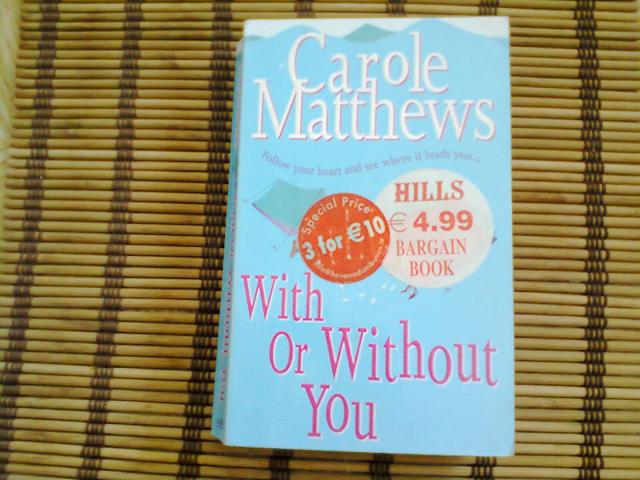 Carole
Matthews
Follow your heart and see where it leads you...
HILLS
€ 4.99
BARGAIN
BOOK
Special Price
3 for €10
With
Or Without
You